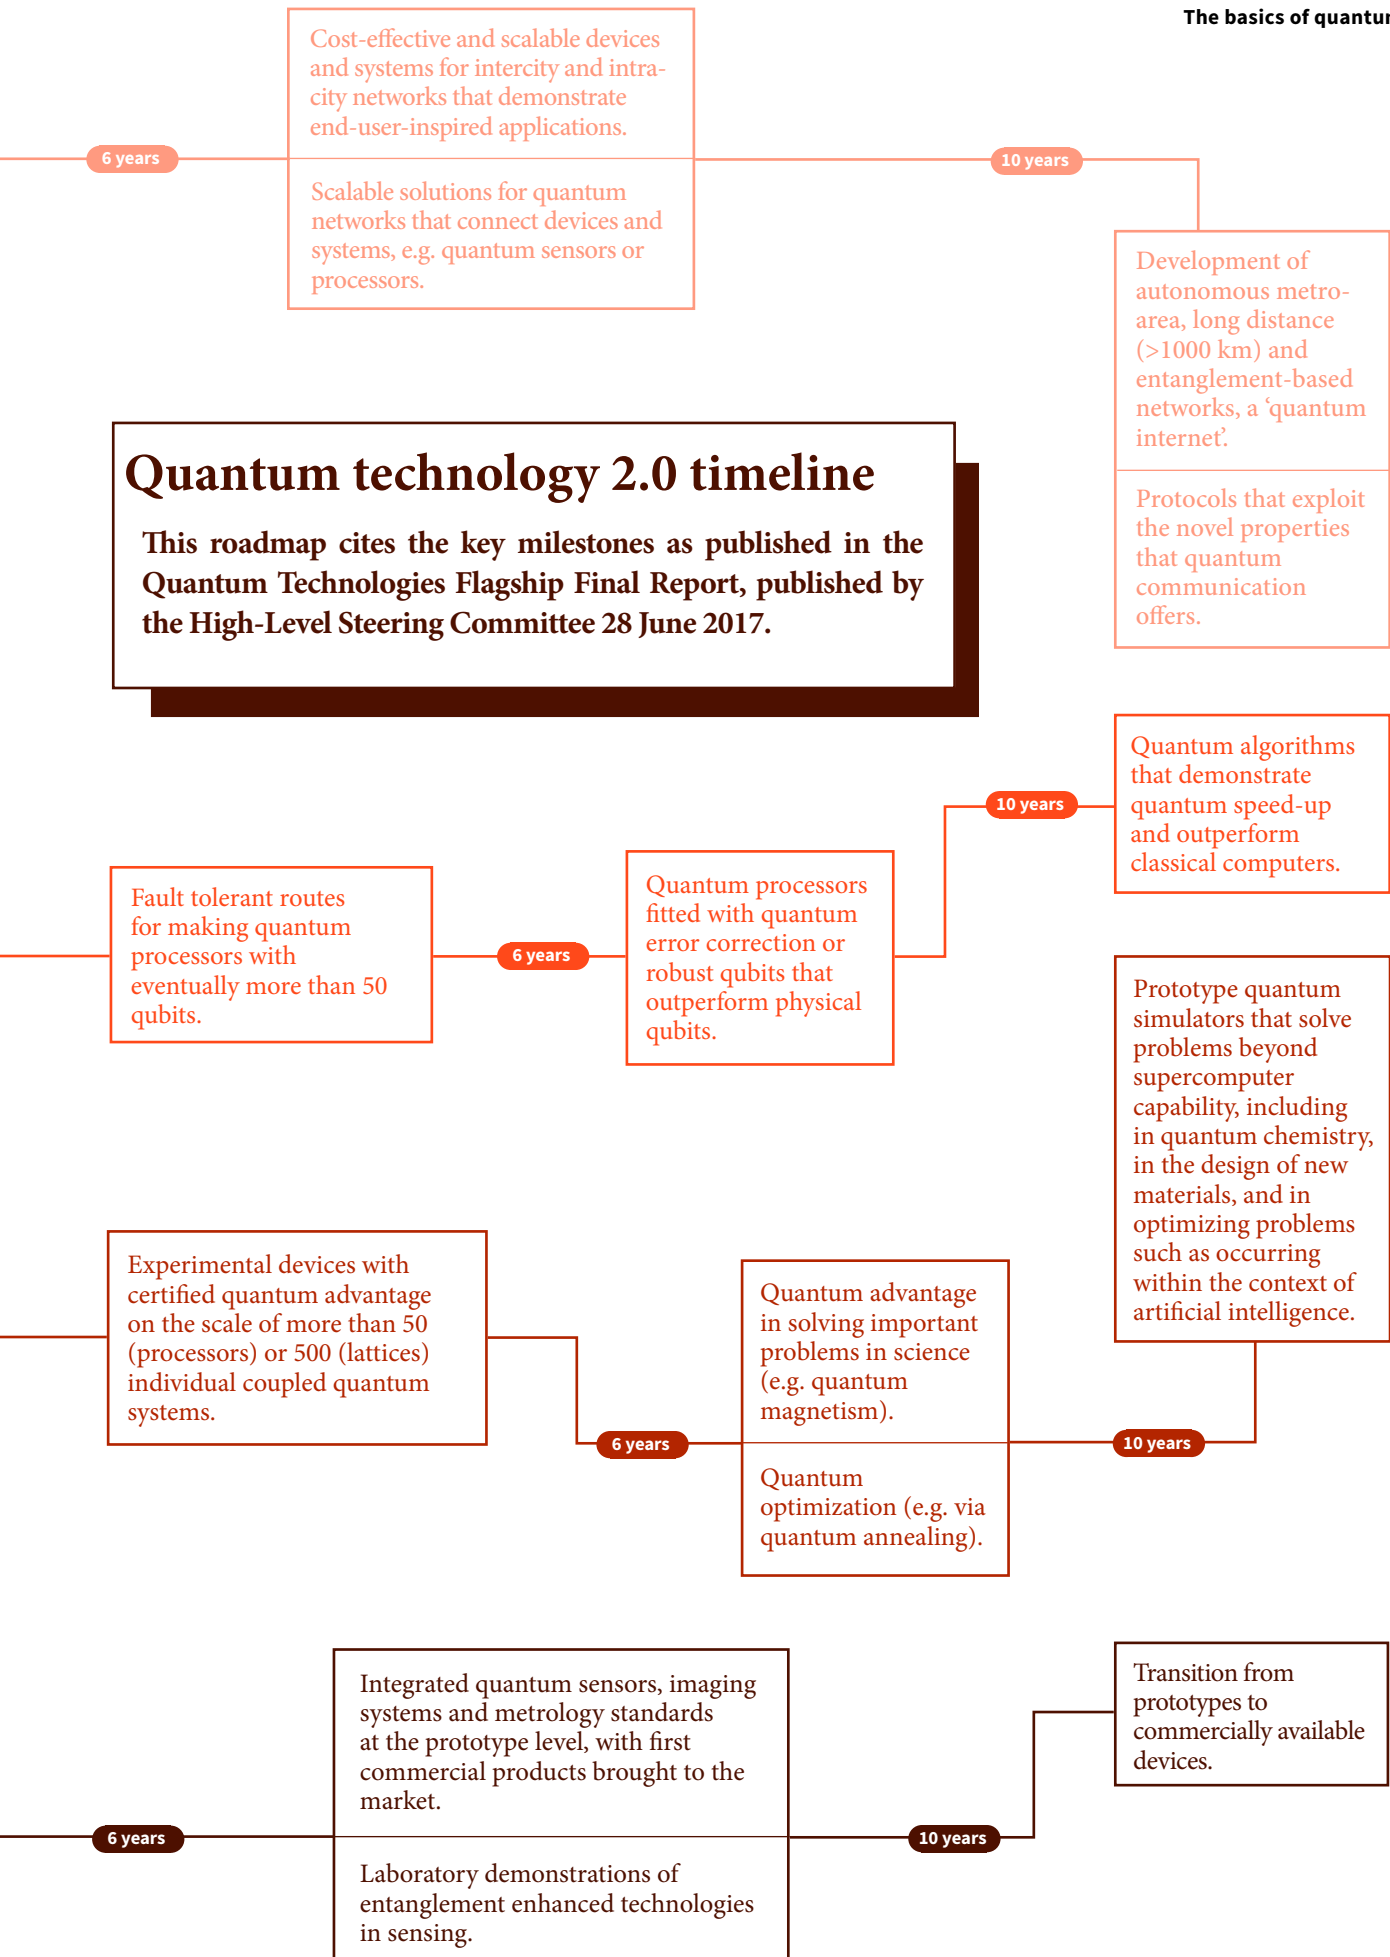 The basics of quantum
Cost-effective and scalable devices
and systems for intercity and intra-
city networks that demonstrate
end-user-inspired applications.
6 years
10 years
Scalable solutions for quantum
networks that connect devices and
systems, e.g. quantum sensors or
processors.
Development of
autonomous metro-
area, long distance
(>1000 km) and
entanglement-based
networks, a ‘quantum
internet’.
Protocols that exploit
the novel properties
that quantum
communication
offers.
Quantum technology 2.0 timeline
This roadmap cites the key milestones as published in the
Quantum Technologies Flagship Final Report, published by
the High-Level Steering Committee 28 June 2017.
Fault tolerant routes
for making quantum
processors with
eventually more than 50
qubits.
6 years
Quantum processors
fitted with quantum
error correction or
robust qubits that
outperform physical
qubits.
10 years
Quantum algorithms
that demonstrate
quantum speed-up
and outperform
classical computers.
Experimental devices with
certified quantum advantage
on the scale of more than 50
(processors) or 500 (lattices)
individual coupled quantum
systems.
6 years
Quantum advantage
in solving important
problems in science
(e.g. quantum
magnetism).
Quantum
optimization (e.g. via
quantum annealing).
10 years
Prototype quantum
simulators that solve
problems beyond
supercomputer
capability, including
in quantum chemistry,
in the design of new
materials, and in
optimizing problems
such as occurring
within the context of
artificial intelligence.
6 years
Integrated quantum sensors, imaging
systems and metrology standards
at the prototype level, with first
commercial products brought to the
market.
Laboratory demonstrations of
entanglement enhanced technologies
in sensing.
10 years
Transition from
prototypes to
commercially available
devices.